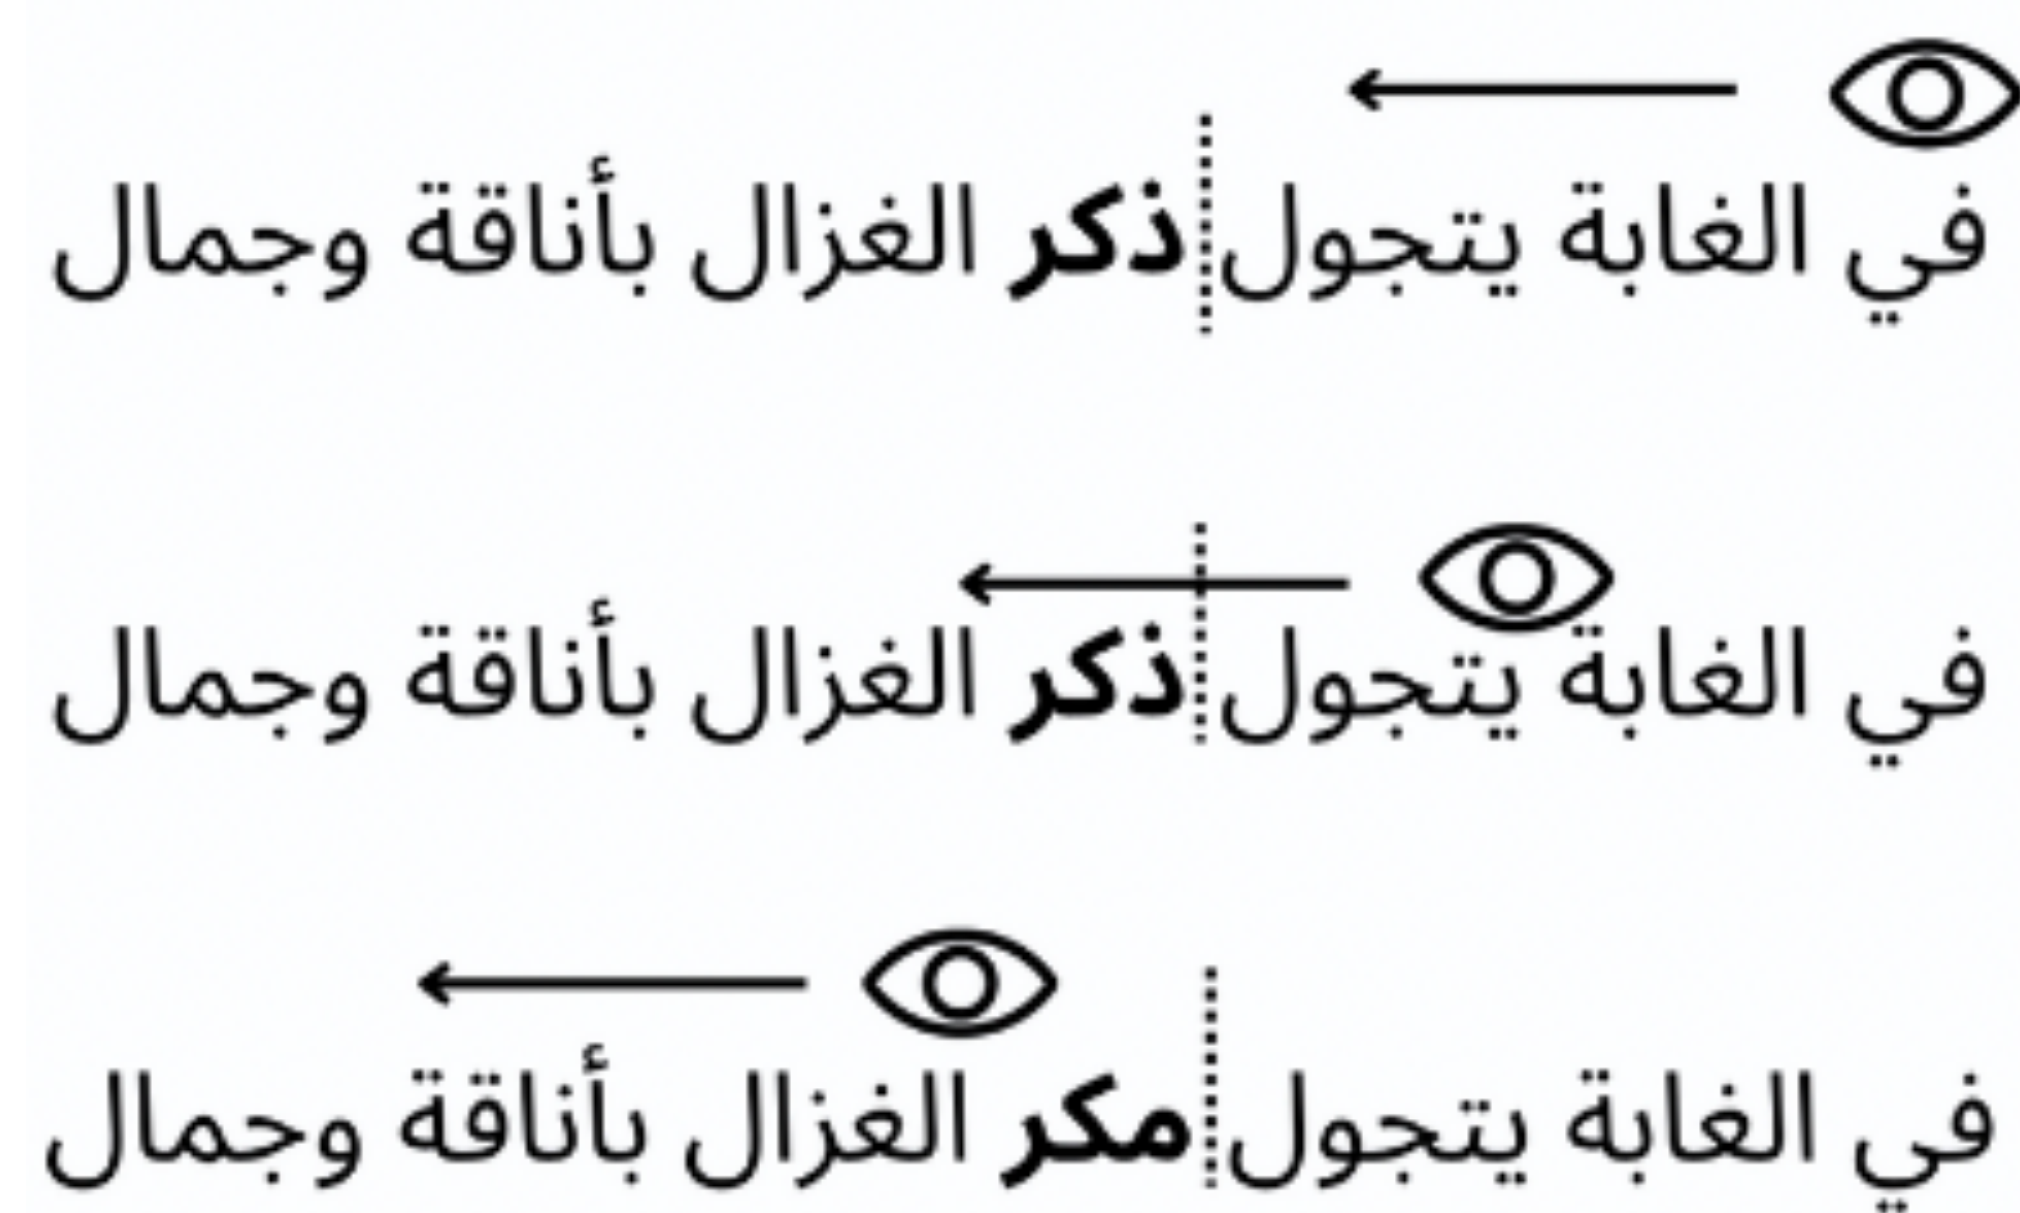 في الغابة يتجول ذكر الغزال بأناقة وجمال
في الغابة يتجول ذكر الغزال بأناقة وجمال
في الغابة يتجول مكر الغزال بأناقة وجمال